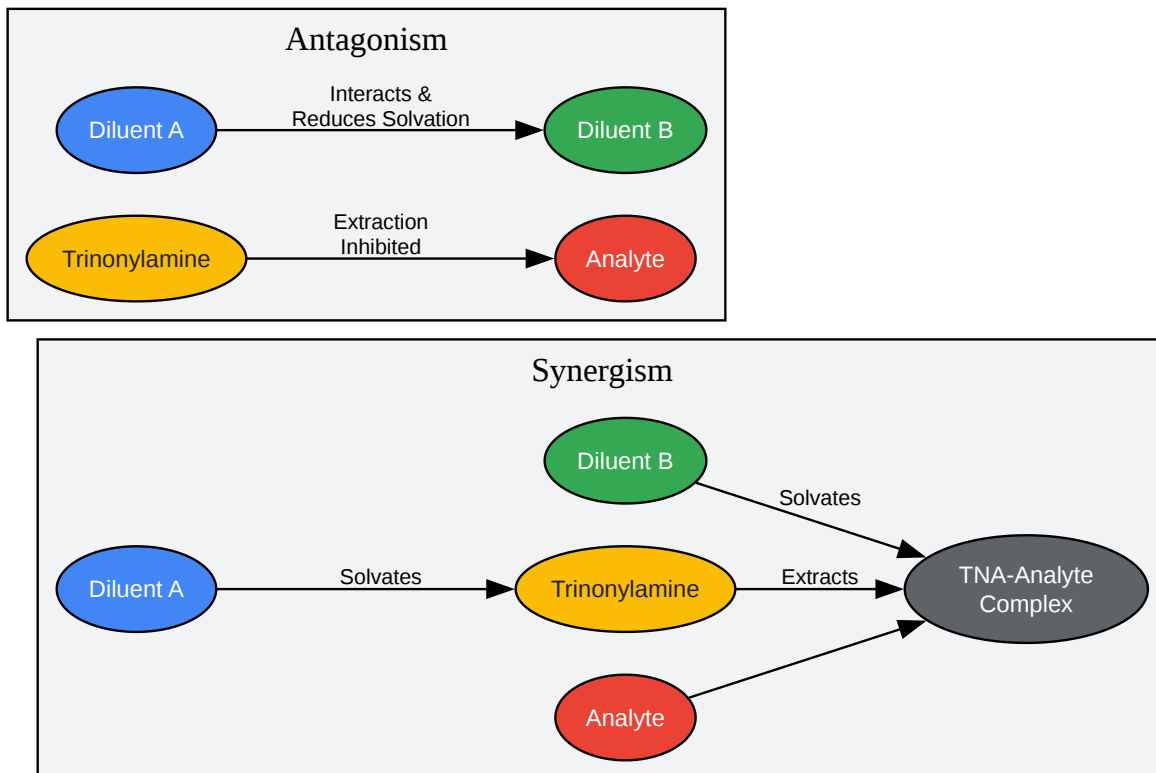 Antagonism
Interacts &
Reduces Solvation
Diluent A
Diluent B
Extraction
Inhibited
Trinonylamine
Analyte
Synergism
Diluent B
Solvates
Diluent A
Solvates
Trinonylamine
Extracts
TNA-Analyte
Complex
Analyte